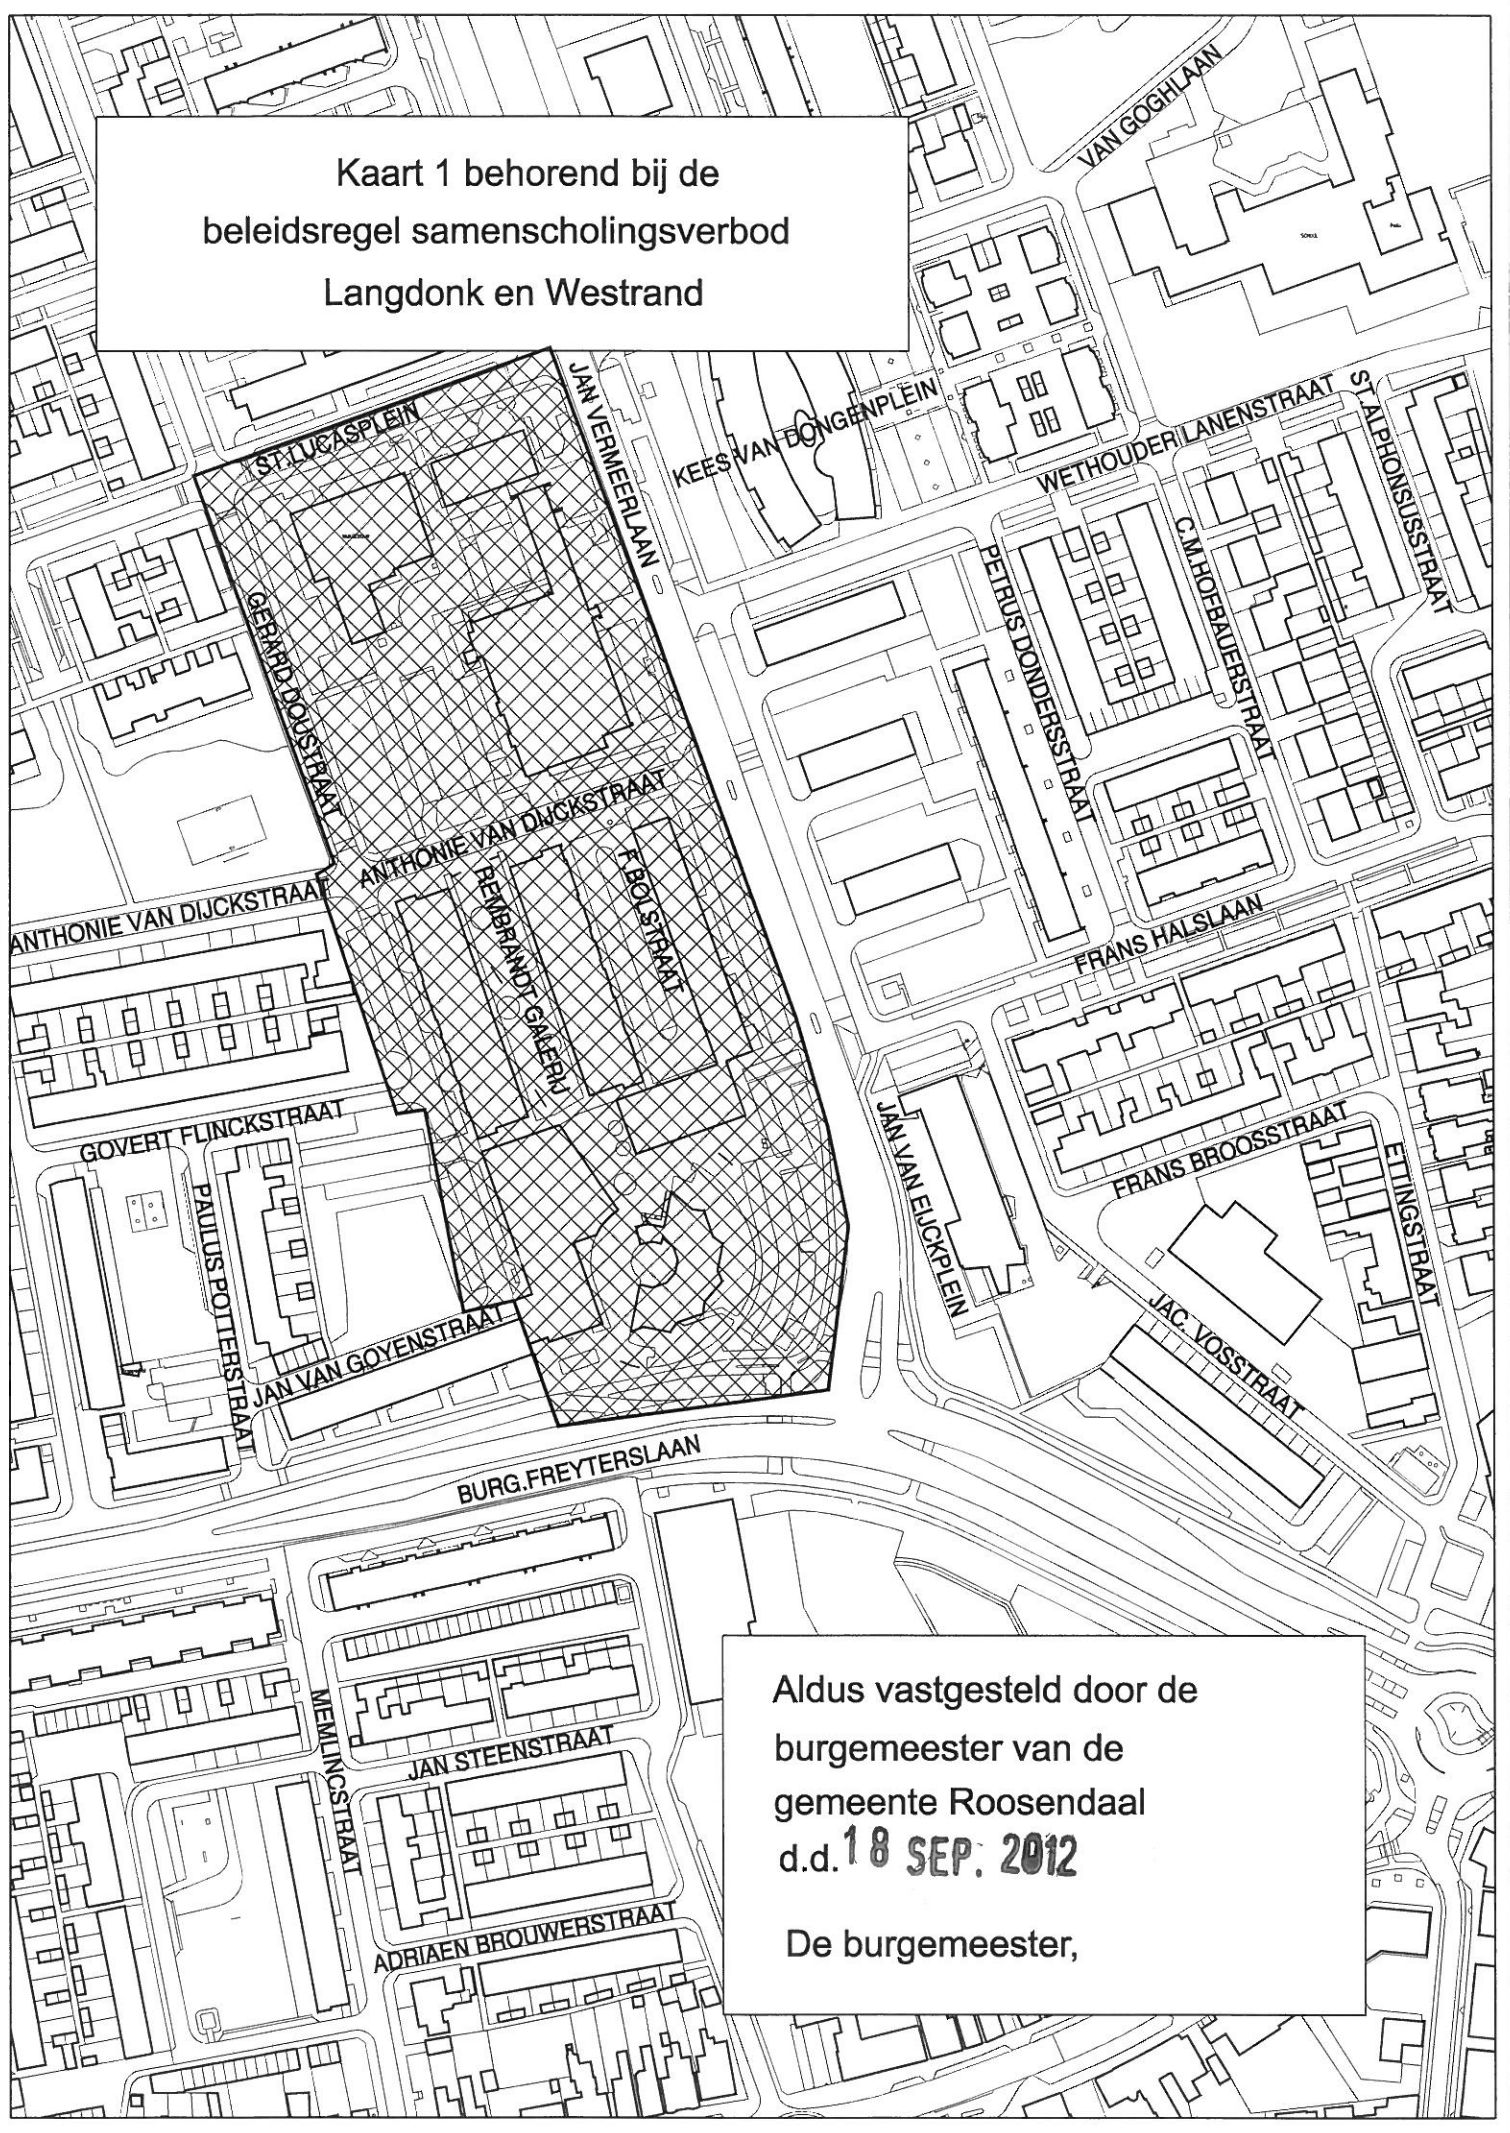 Kaart 1 behorend bij de
beleidsregel samenscholingsverbod
Langdonk en Westrand
VAN GOGHLAAN
SCHOOL
JAN VERMEERLAAN
KEES VAN DONGENPLEIN
WETHOUDER LANENSTRAAT
ST. ALPHONSUSSTRAAT
ST.LUCASPLEIN
C.M.HOFBAUERSTRAAT
PETRUS DONDERSSTRAAT
GERARD DOUSTRAAT
ANTHONIE VAN DIJCKSTRAAT
ANTHONIE VAN DIJCKSTRAAT
REMBRANDT GALERIJ
F.BOLSTRAAT
FRANS HALSLAAN
GOVERT FLINCKSTRAAT
JAN VAN EIJCKPLEIN
FRANS BROOSSTRAAT
ETTINGSTRAAT
PAULUS POTTERSTRAAT
JAN VAN GOYENSTRAAT
JAC. VOSSTRAAT
BURG.FREYTERSLAAN
MEMLINCSTRAAT
JAN STEENSTRAAT
ADRIAEN BROUWERSTRAAT
Aldus vastgesteld door de
burgemeester van de
gemeente Roosendaal
d.d. 18 SEP. 2012
De burgemeester,